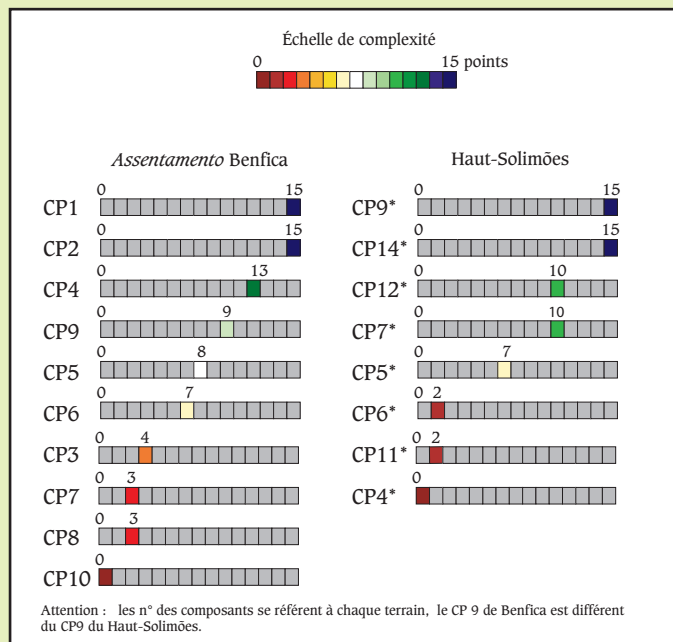 Échelle de complexité
0 15 points
Assentamento Benfica
0 15
CP1
0 15
CP2
0 13
CP4
0 9
CP9
0 8
CP5
0 7
CP6
0 4
CP3
0 3
CP7
0 3
CP8
0
CP10
Haut-Solimões
0 15
CP9*
0 15
CP14*
0 10
CP12*
0 10
CP7*
0 7
CP5*
0 2
CP6*
0 2
CP11*
0
CP4*
Attention : les n° des composants se référent à chaque terrain, le CP 9 de Benfica est différent
du CP9 du Haut-Solimões.